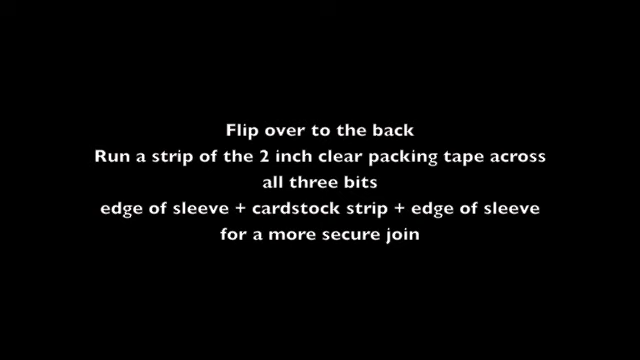 Flip over to the back
Run a strip of the 2 inch clear packing tape across
all three bits
edge of sleeve + cardstock strip + edge of sleeve
for a more secure join